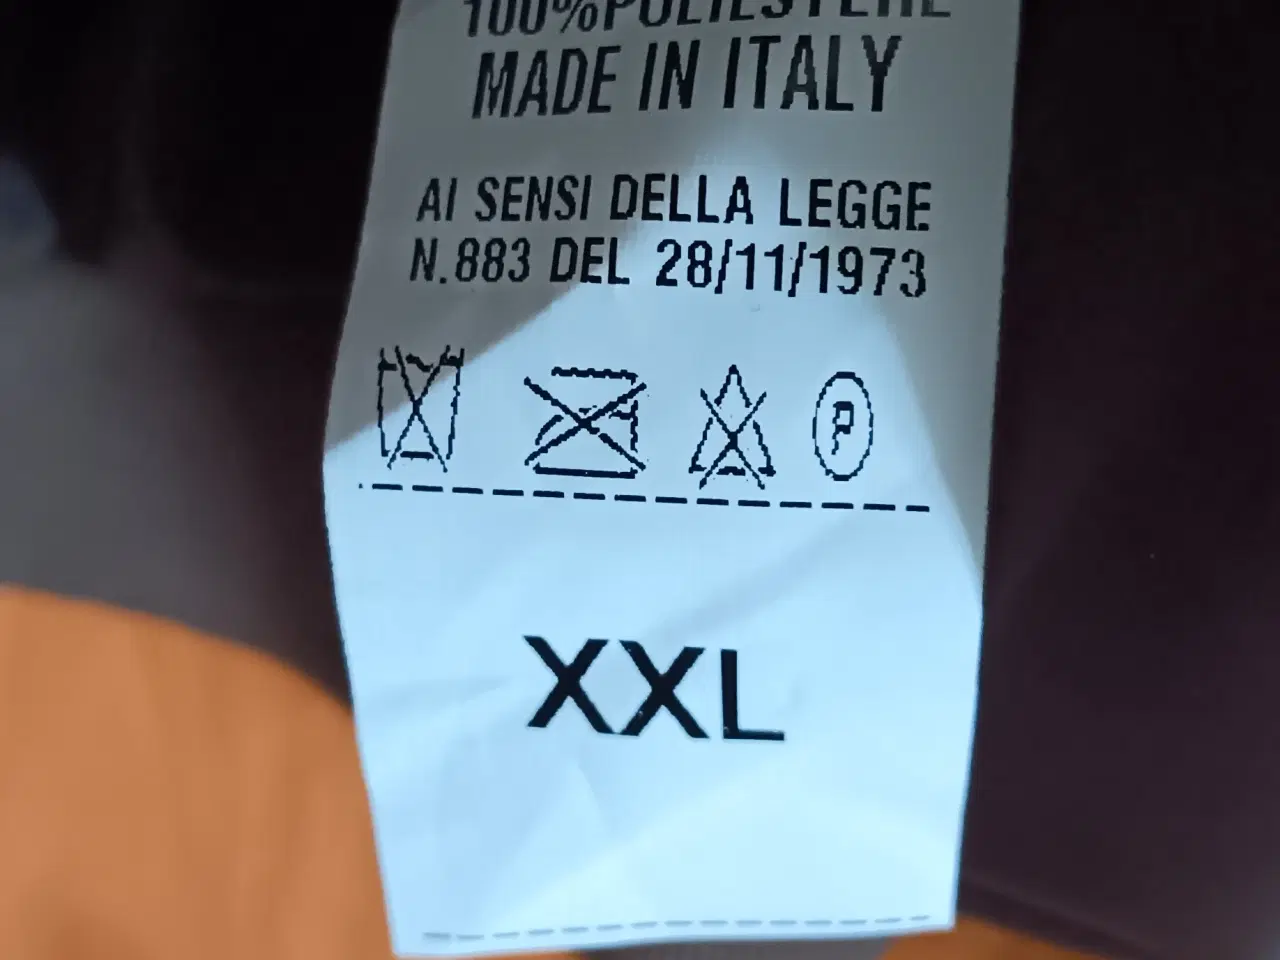 100%POLIESTERE
MADE IN ITALY
AI SENSI DELLA LEGGE
N.883 DEL 28/11/1973
P
XXL